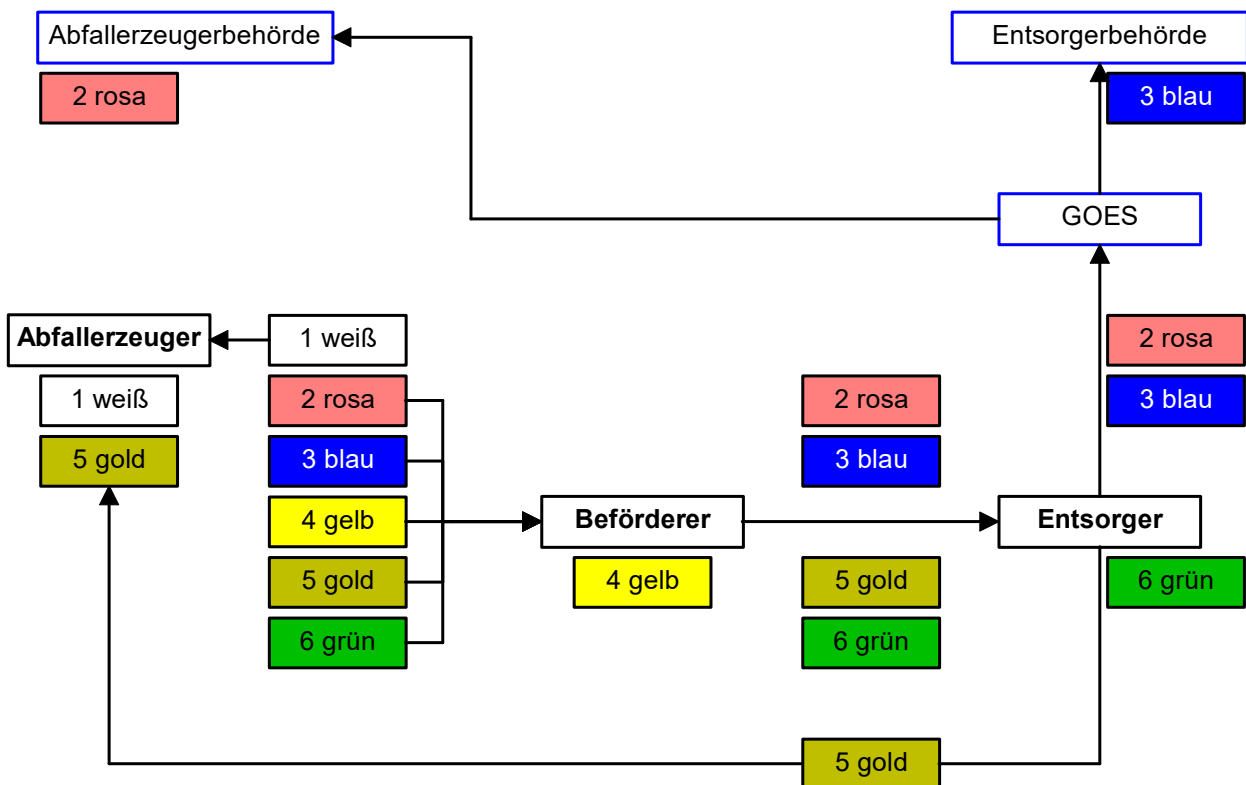 Abfallerzeugerbehörde
Entsorgerbehörde
2 rosa
3 blau
GOES
Abfallerzeuger
1 weiß
2 rosa
1 weiß
2 rosa
2 rosa
3 blau
5 gold
3 blau
3 blau
4 gelb
Beförderer
Entsorger
4 gelb
5 gold
5 gold
6 grün
6 grün
6 grün
5 gold